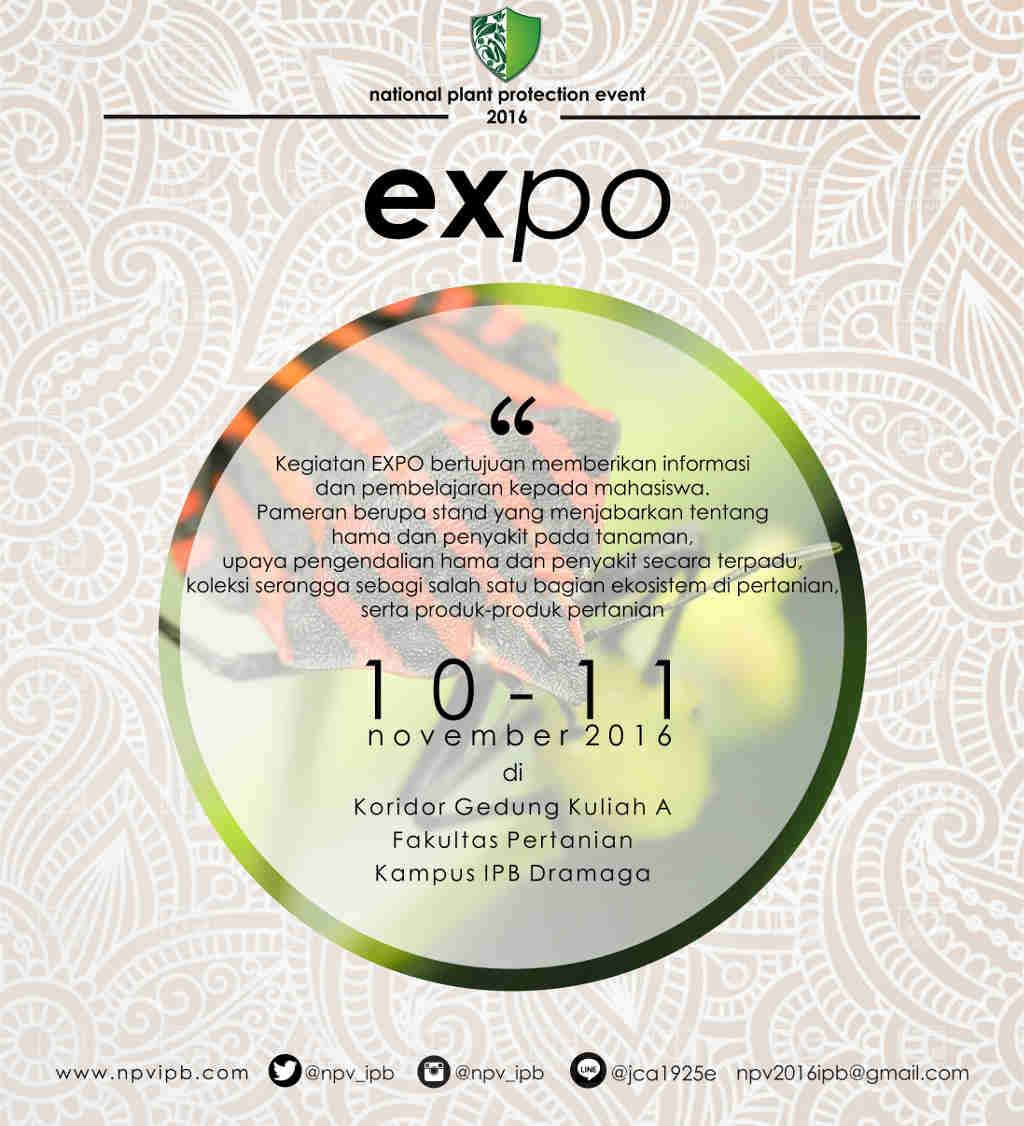 national plant protection event
2016
expo
“
Kegiatan EXPO bertujuan memberikan informasi
dan pembelajaran kepada mahasiswa.
Pameran berupa stand yang menjabarkan tentang
hama dan penyakit pada tanaman,
upaya pengendalian hama dan penyakit secara terpadu,
koleksi serangga sebagi salah satu bagian ekosistem di pertanian,
serta produk-produk pertanian
10-11
november 2016
di
Koridor Gedung Kuliah A
Fakultas Pertanian
Kampus IPB Dramaga
www.npvipb.com @npv_ipb @npv_ipb LINE @jca1925e npv2016ipb@gmail.com